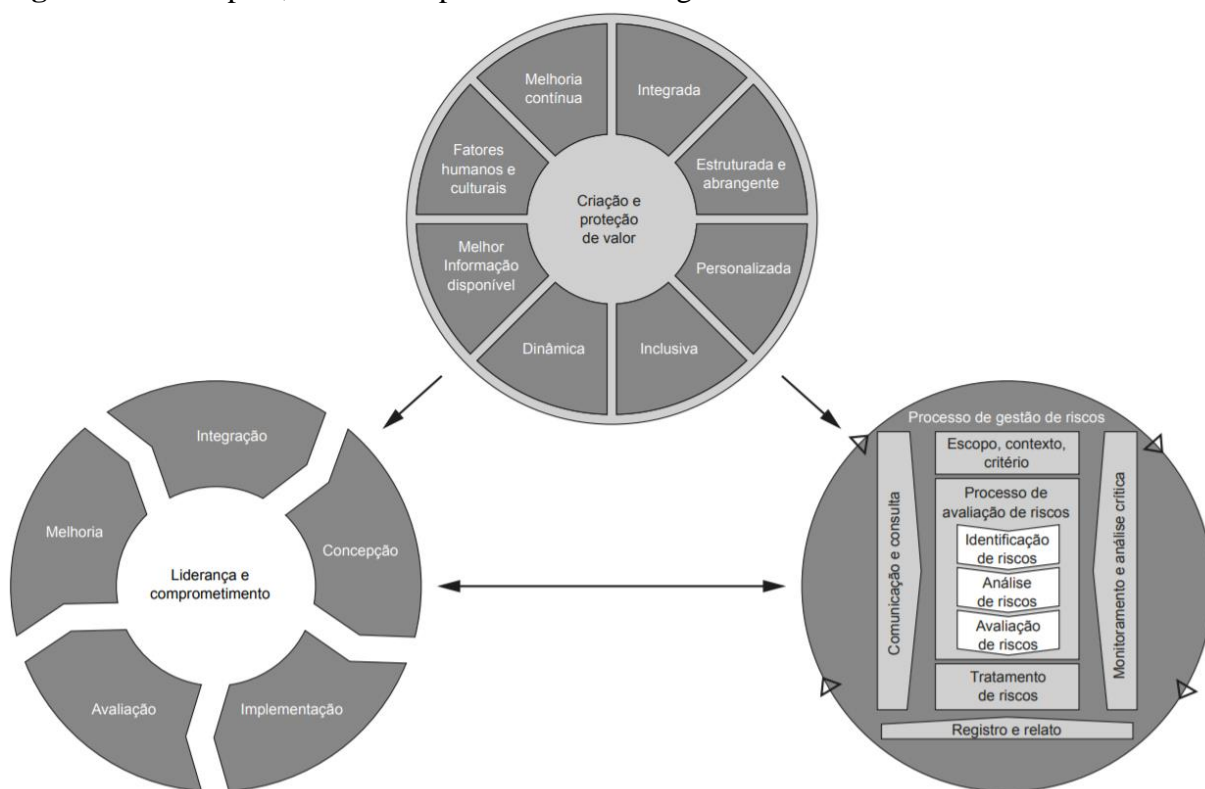 Melhoria
contínua
Integrada
Fatores
humanos e
culturais
Estruturada e
abrangente
Criação e
proteção
de valor
Melhor
Informação
disponível
Personalizada
Dinâmica
Inclusiva
Integração
Melhoria
Concepção
Liderança e
comprometimento
Avaliação
Implementação
Processo de gestão de riscos
Escopo, contexto,
critério
Comunicação e consulta
Processo de
avaliação de riscos
Identificação
de riscos
Análise
de riscos
Avaliação
de riscos
Monitoramento e análise crítica
Tratamento
de riscos
Registro e relato